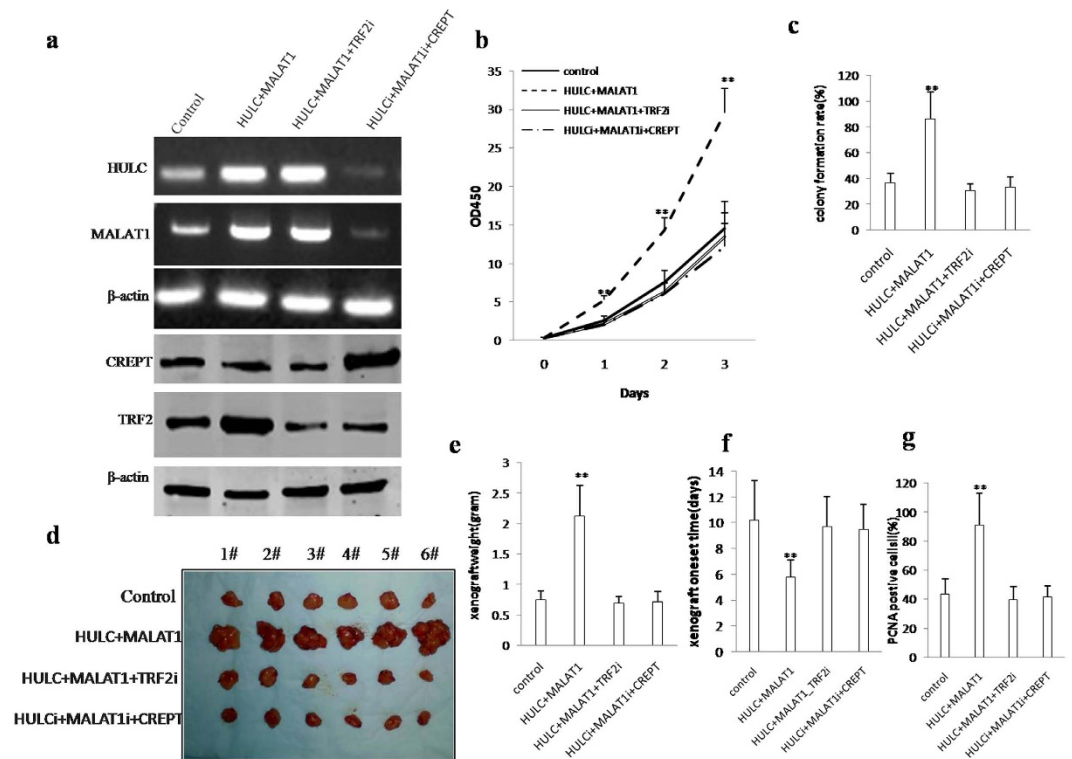 a
Control
HULC+MALAT1
HULC+MALAT1+TRF2i
HULCi+MALAT1i+CREPT
HULC
MALAT1
β-actin
CREPT
TRF2
β-actin
b
control
HULC+MALAT1
HULC+MALAT1+TRF2i
HULCi+MALAT1i+CREPT
OD450
35
30
25
20
15
10
5
0
**
**
**
0 1 2 3
Days
c
colony formation rate(%)
120
100
80
60
40
20
0
**
control
HULC+MALAT1
HULC+MALAT1+TRF2i
HULCi+MALAT1i+CREPT
d
1# 2# 3# 4# 5# 6#
Control
HULC+MALAT1
HULC+MALAT1+TRF2i
HULCi+MALAT1i+CREPT
e
xenograftweight(gram)
3
2.5
2
1.5
1
0.5
0
**
control
HULC+MALAT1
HULC+MALAT1+TRF2i
HULCi+MALAT1i+CREPT
f
xenograft oneset time(days)
14
12
10
8
6
4
2
0
**
control
HULC+MALAT1
HULC+MALAT1_TRF2i
HULCi+MALAT1i+CREPT
g
PCNA postive
120
100
80
60
40
20
0
**
control
HULC+MALAT1
HULC+MALAT1+TRF2i
HULCi+MALAT1i+CREPT